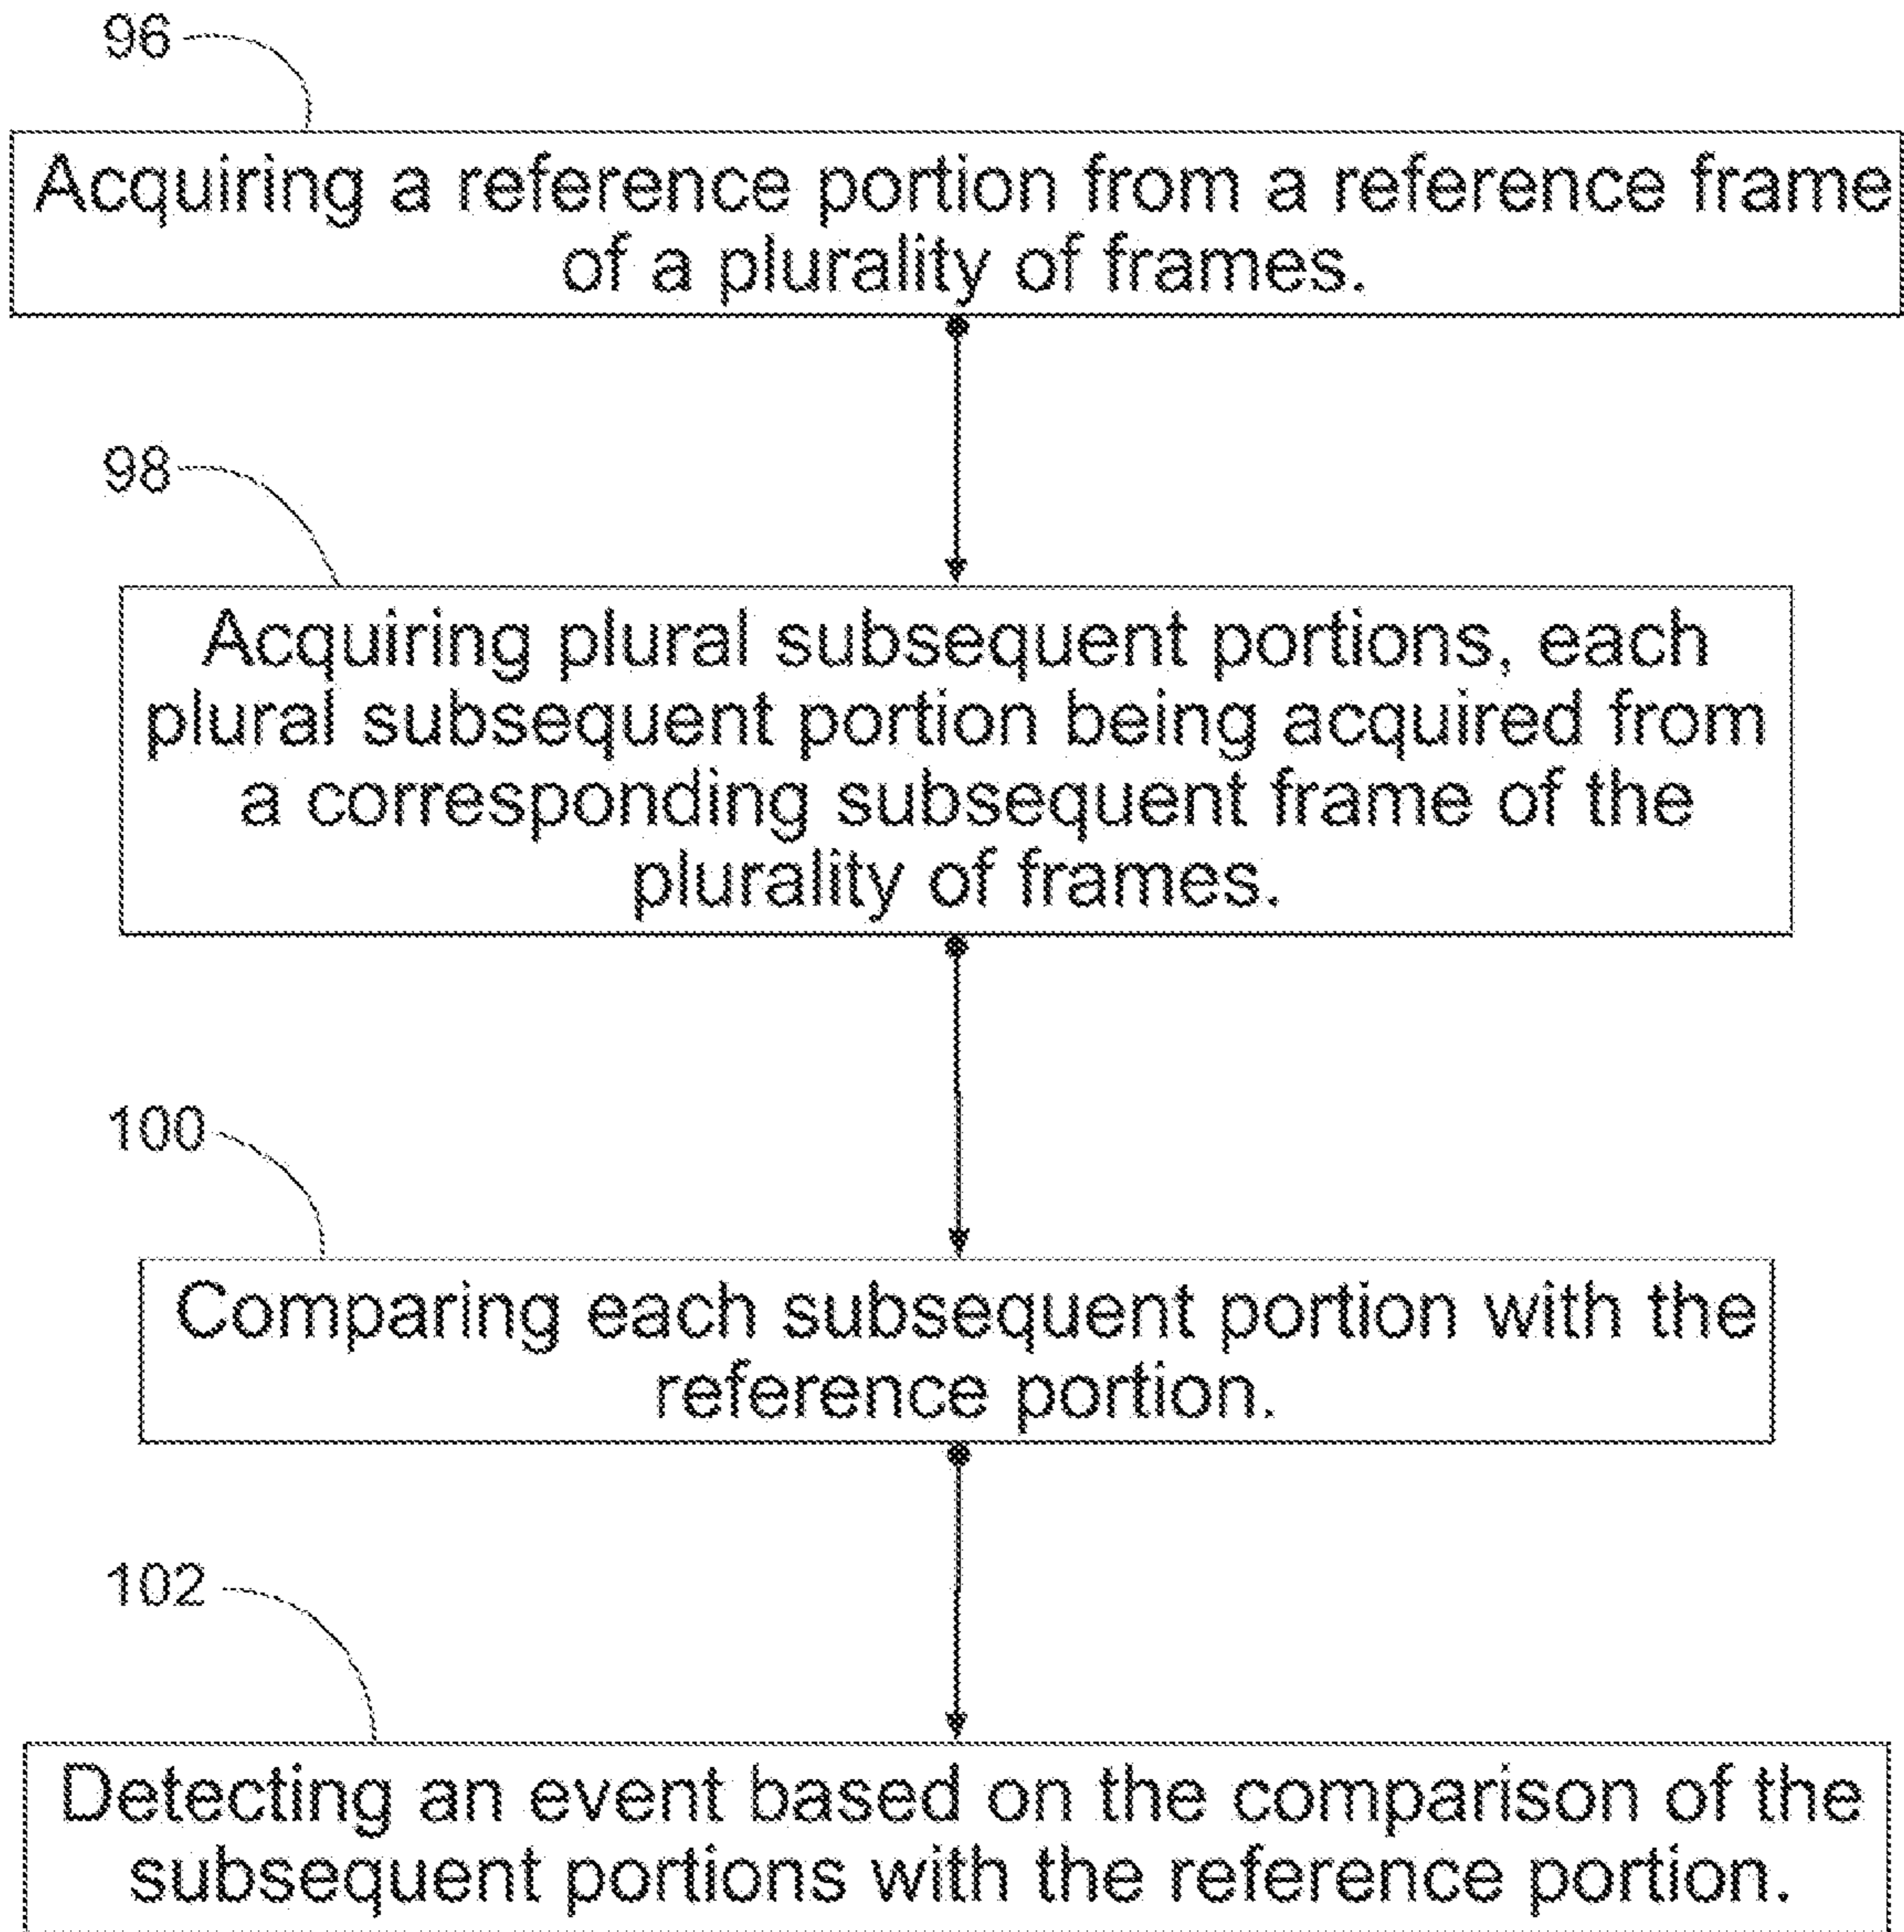 96
Acquiring a reference portion from a reference frame
of a plurality of frames.
98
Acquiring plural subsequent portions, each
plural subsequent portion being acquired from
a corresponding subsequent frame of the
plurality of frames.
100
Comparing each subsequent portion with the
reference portion.
102
Detecting an event based on the comparison of the
subsequent portions with the reference portion.